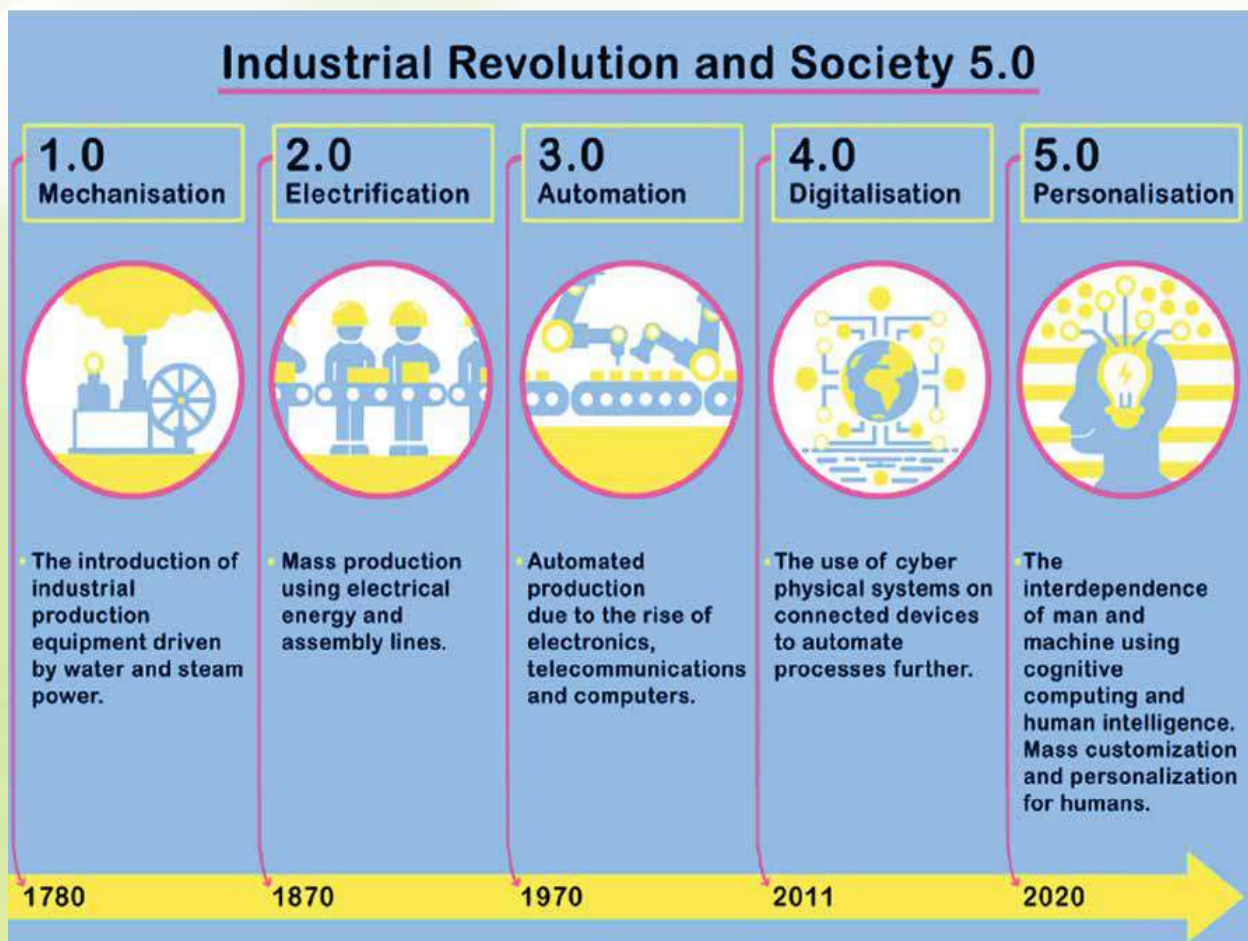 Industrial Revolution and Society 5.0
1.0
Mechanisation
2.0
Electrification
3.0
Automation
4.0
Digitalisation
5.0
Personalisation
The introduction of
industrial
production
equipment driven
by water and steam
power.
Mass production
using electrical
energy and
assembly lines.
Automated
production
due to the rise of
electronics,
telecommunications
and computers.
The use of cyber
physical systems on
connected devices
to automate
processes further.
The
interdependence
of man and
machine using
cognitive
computing and
human intelligence.
Mass customization
and personalization
for humans.
1780
1870
1970
2011
2020